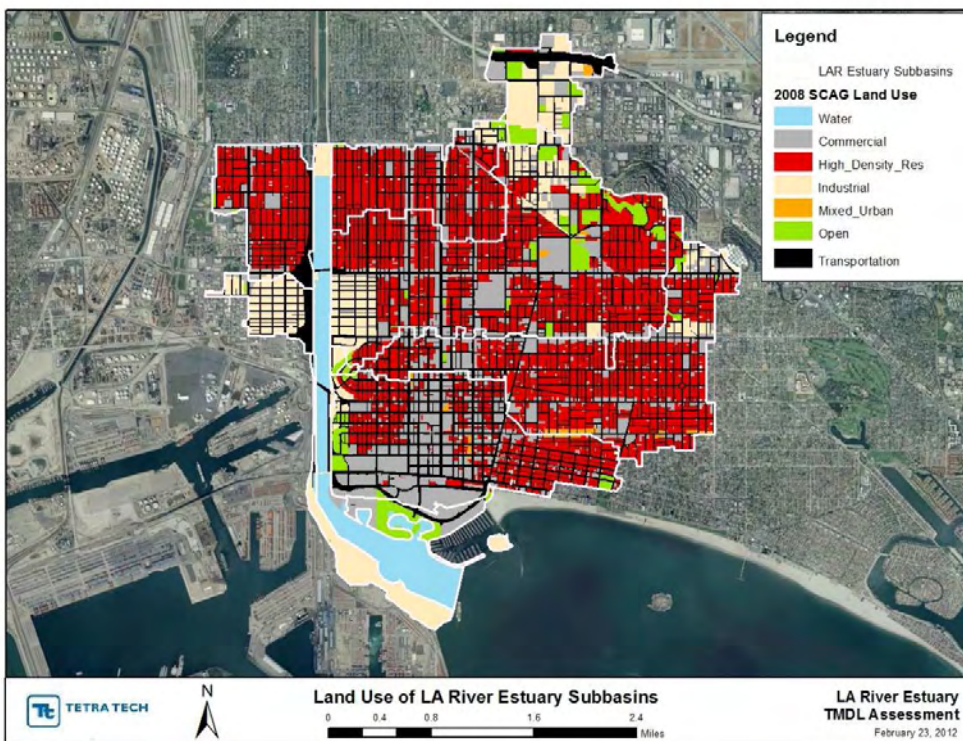 Legend
LAR Estuary Subbasins
2008 SCAG Land Use
Water
Commercial
High_Density_Res
Industrial
Mixed_Urban
Open
Transportation
Tt TETRA TECH
N
Land Use of LA River Estuary Subbasins
0 0.4 0.8 1.6 2.4
Miles
LA River Estuary
TMDL Assessment
February 23, 2012